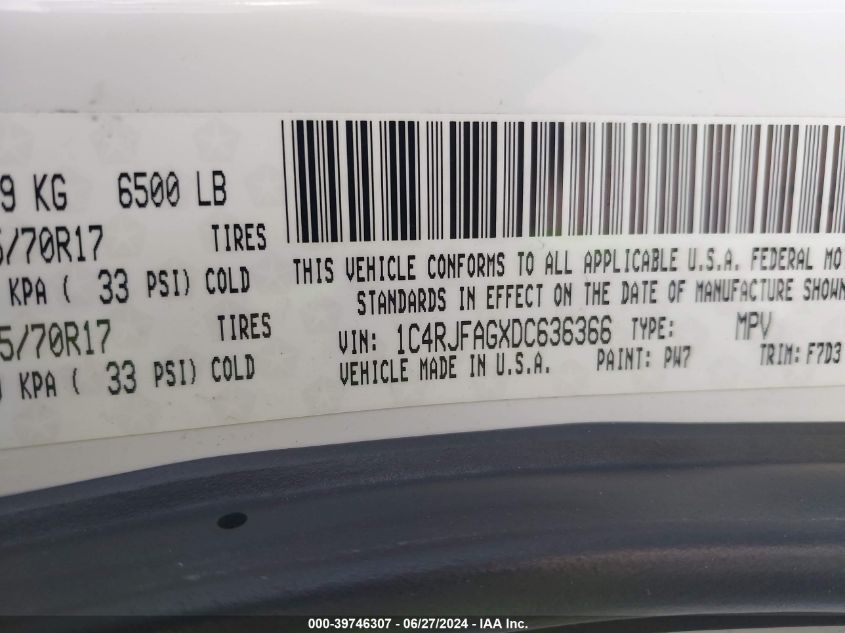 9 KG 6500 LB
5/70R17 TIRES
KPA ( 33 PSI) COLD
5/70R17 TIRES
KPA ( 33 PSI) COLD
THIS VEHICLE CONFORMS TO ALL APPLICABLE U.S.A. FEDERAL MO
STANDARDS IN EFFECT ON THE DATE OF MANUFACTURE SHOWN
VIN: 1C4RJFAGXDC636366 TYPE: MPV
VEHICLE MADE IN U.S.A. PAINT: PW7 TRIM: F7D3
000-39746307 - 06/27/2024 - IAA Inc.